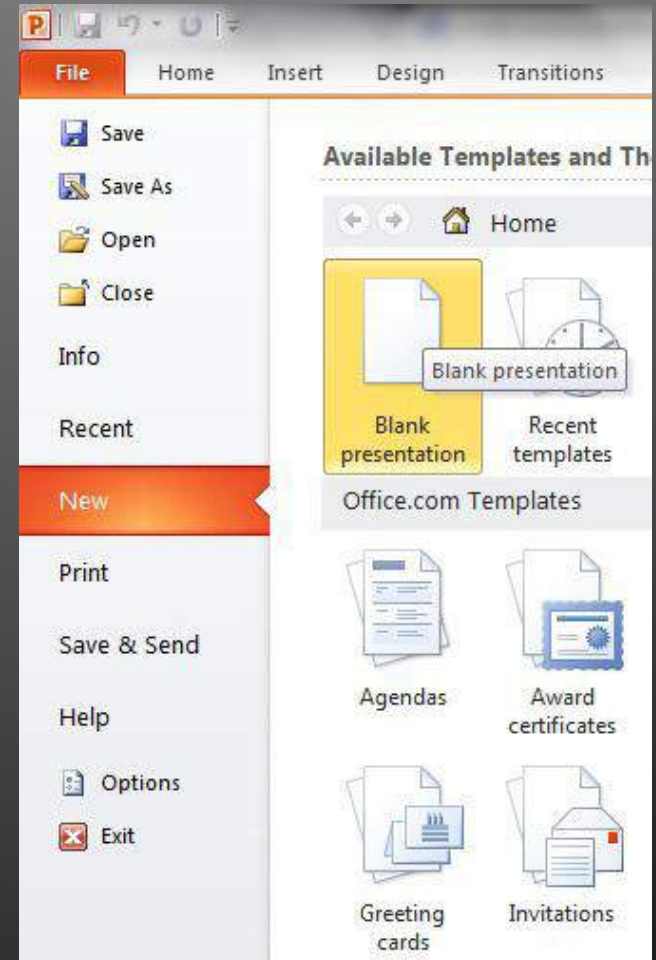 P
File Home Insert Design Transitions
Save
Save As
Open
Close
Info
Recent
New
Print
Save & Send
Help
Options
Exit
Available Templates and
Home
Blank presentation
Blank
presentation
Recent
templates
Office.com Templates
Agendas
Award
certificates
Greeting
cards
Invitations